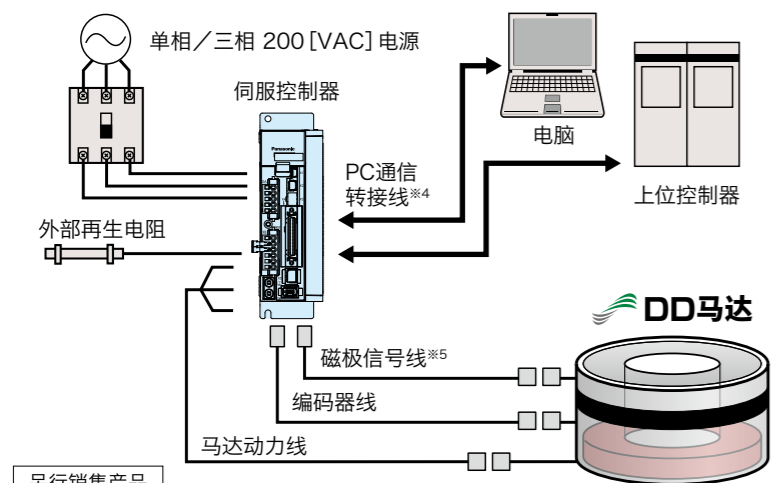 单相／三相 200［VAC］电源
伺服控制器
Panasonic
电脑
PC通信
转接线※4
上位控制器
外部再生电阻
DD马达
磁极信号线※5
编码器线
马达动力线